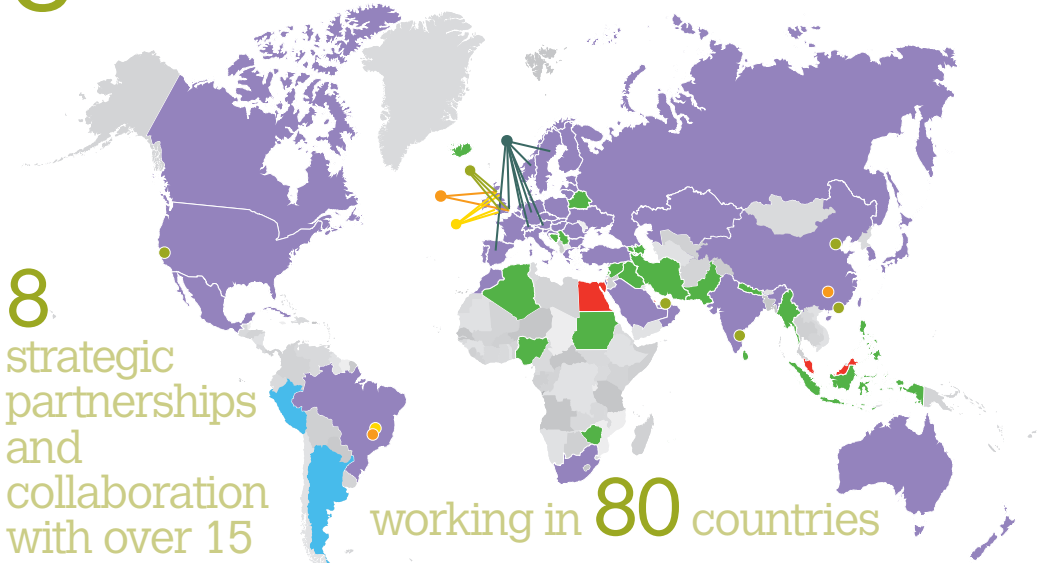 8
strategic
partnerships
and
collaboration
with over 15
working in 80 countries